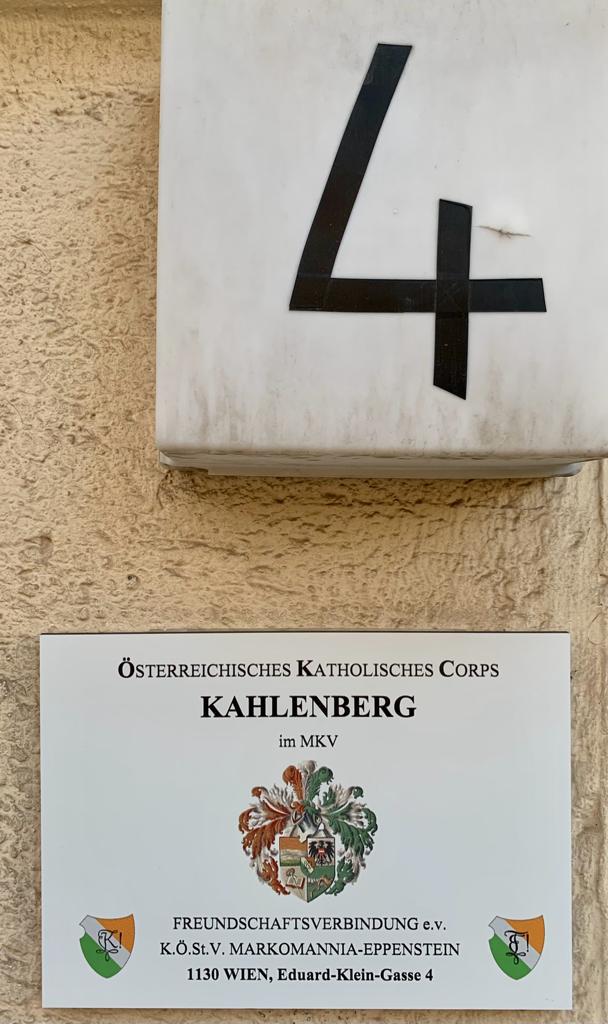 4
ÖSTERREICHISCHES KATHOLISCHES CORPS
KAHLENBERG
im MKV
FREUNDSCHAFTSVERBINDUNG e.v.
K.Ö.St.V. MARKOMANNIA-EPPENSTEIN
1130 WIEN, Eduard-Klein-Gasse 4